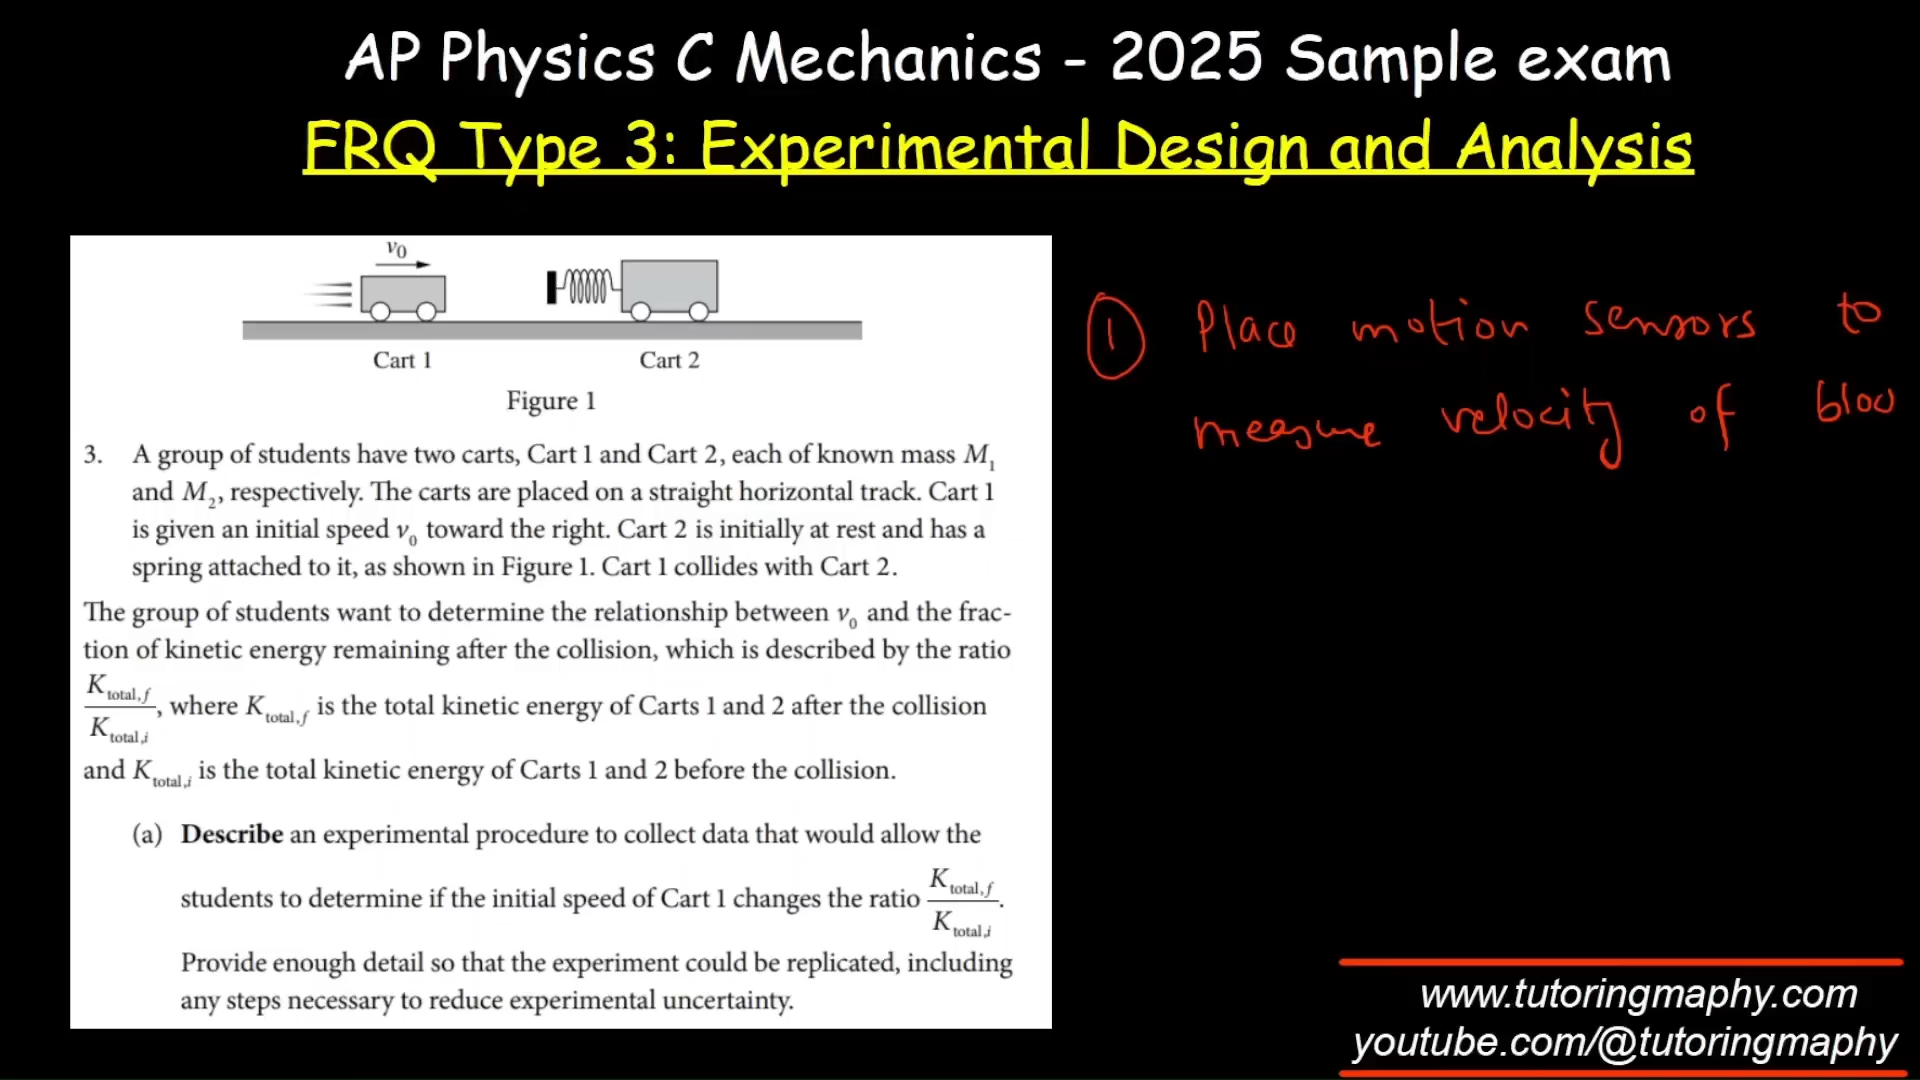 AP Physics C Mechanics - 2025 Sample exam
FRQ Type 3: Experimental Design and Analysis
v₀
Cart 1
Cart 2
Figure 1
3. A group of students have two carts, Cart 1 and Cart 2, each of known mass M₁
and M₂, respectively. The carts are placed on a straight horizontal track. Cart 1
is given an initial speed v₀ toward the right. Cart 2 is initially at rest and has a
spring attached to it, as shown in Figure 1. Cart 1 collides with Cart 2.
The group of students want to determine the relationship between v₀ and the frac-
tion of kinetic energy remaining after the collision, which is described by the ratio
K total,f / K total,i, where K total,f is the total kinetic energy of Carts 1 and 2 after the collision
and K total,i is the total kinetic energy of Carts 1 and 2 before the collision.
(a) Describe an experimental procedure to collect data that would allow the
students to determine if the initial speed of Cart 1 changes the ratio K total,f / K total,i.
Provide enough detail so that the experiment could be replicated, including
any steps necessary to reduce experimental uncertainty.
① Place motion sensors to
measure velocity of bloo
www.tutoringmaphy.com
youtube.com/@tutoringmaphy